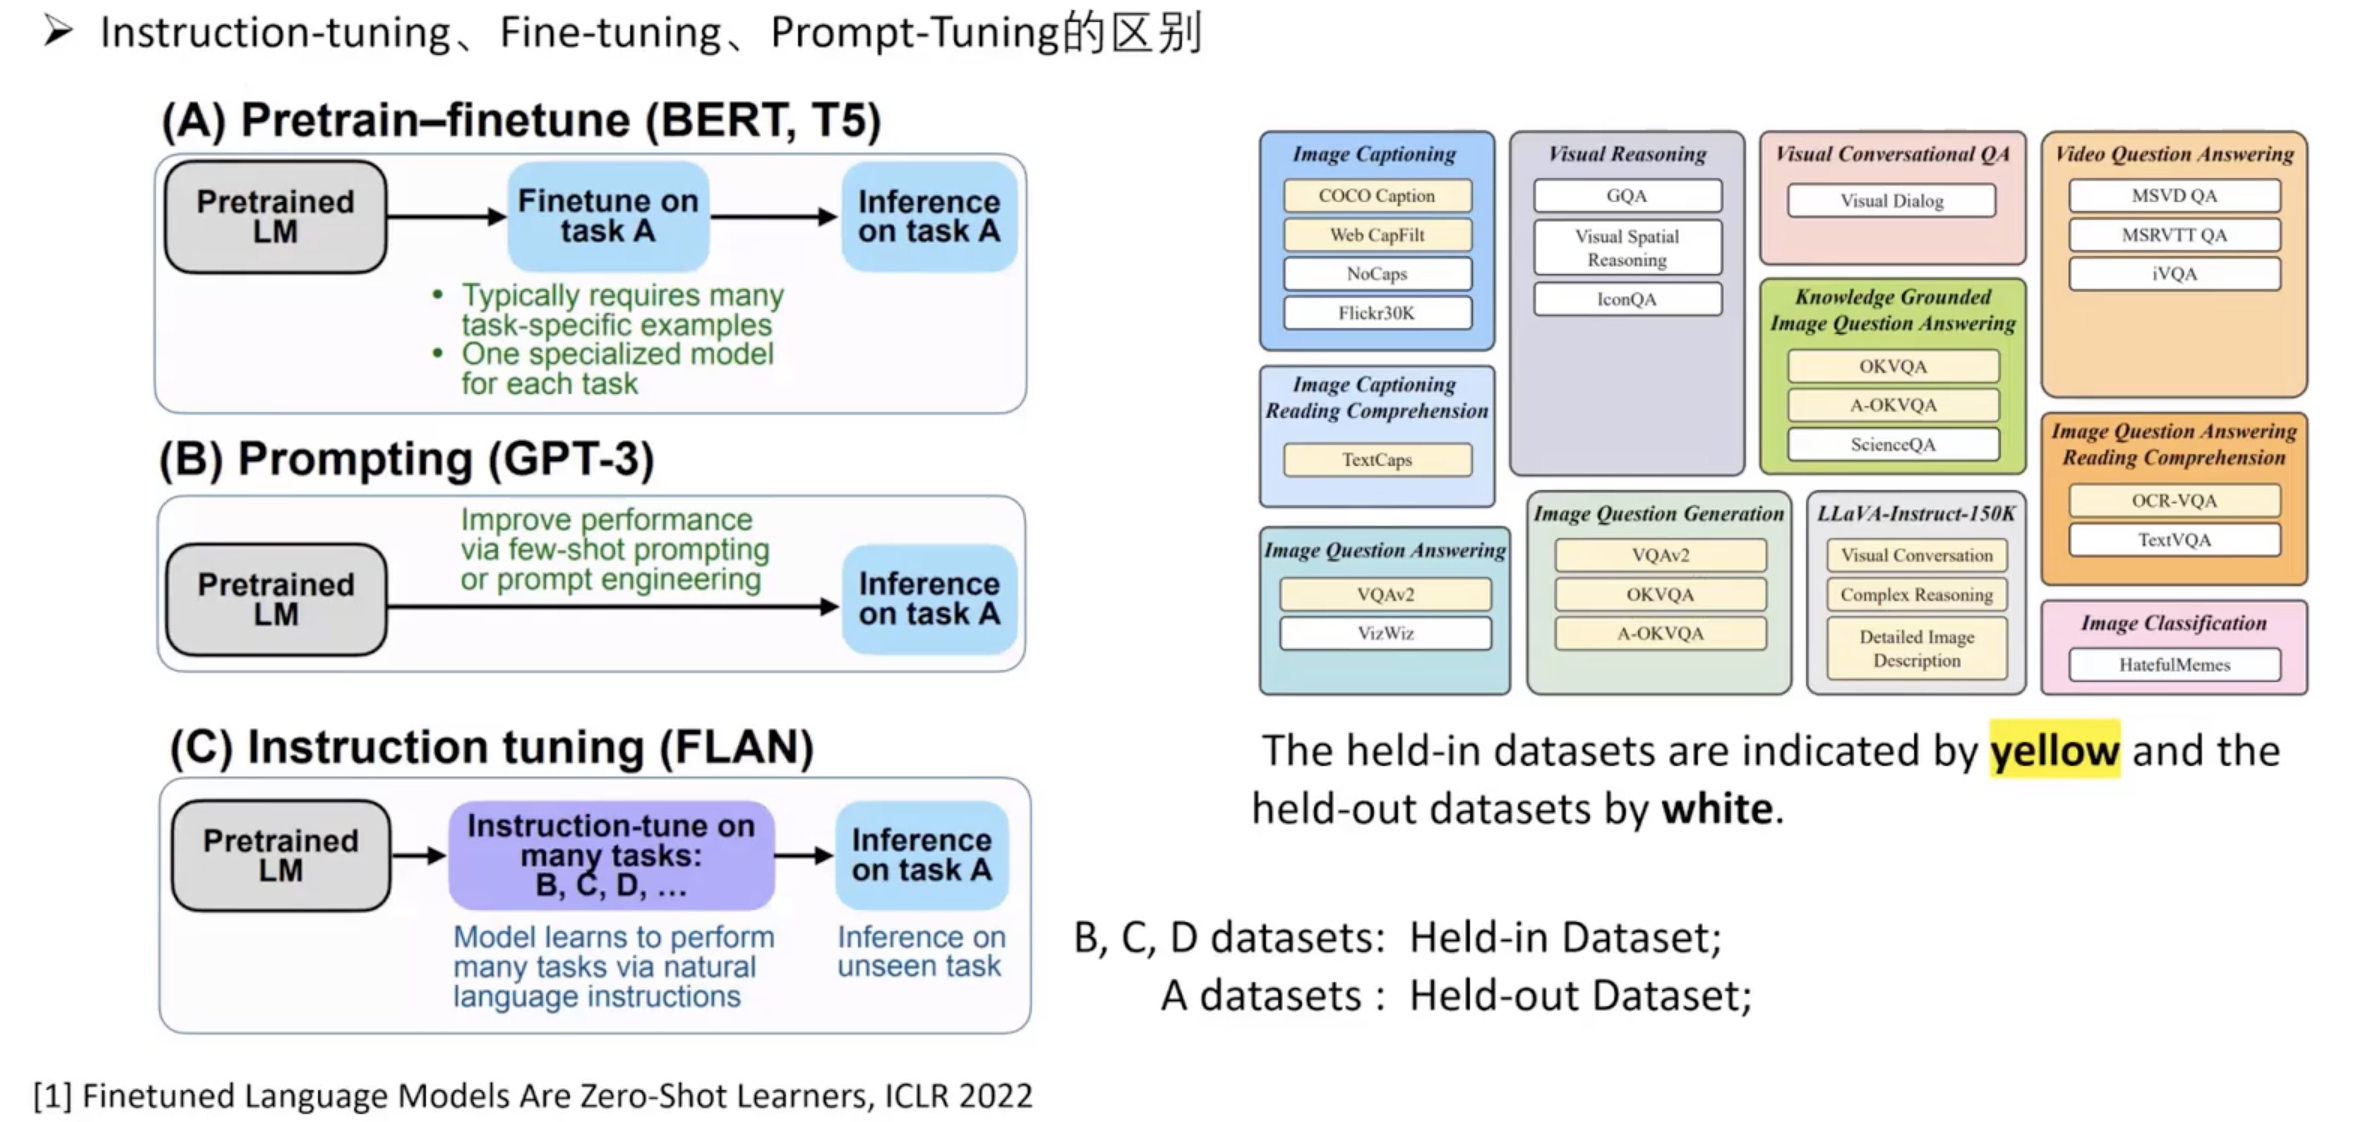 ➢ Instruction-tuning、Fine-tuning、Prompt-Tuning的区别
(A) Pretrain–finetune (BERT, T5)
Pretrained
LM
Finetune on
task A
Inference
on task A
• Typically requires many
task-specific examples
• One specialized model
for each task
(B) Prompting (GPT-3)
Pretrained
LM
Improve performance
via few-shot prompting
or prompt engineering
Inference
on task A
(C) Instruction tuning (FLAN)
Pretrained
LM
Instruction-tune on
many tasks:
B, C, D, ...
Inference
on task A
Model learns to perform
many tasks via natural
language instructions
Inference on
unseen task
Image Captioning
COCO Caption
Web CapFilt
NoCaps
Flickr30K
Image Captioning
Reading Comprehension
TextCaps
Image Question Answering
VQAv2
VizWiz
Visual Reasoning
GQA
Visual Spatial
Reasoning
IconQA
Image Question Generation
VQAv2
OKVQA
A-OKVQA
Visual Conversational QA
Visual Dialog
Knowledge Grounded
Image Question Answering
OKVQA
A-OKVQA
ScienceQA
LLaVA-Instruct-150K
Visual Conversation
Complex Reasoning
Detailed Image
Description
Video Question Answering
MSVD QA
MSRVTT QA
iVQA
Image Question Answering
Reading Comprehension
OCR-VQA
TextVQA
Image Classification
HatefulMemes
The held-in datasets are indicated by yellow and the
held-out datasets by white.
B, C, D datasets: Held-in Dataset;
A datasets : Held-out Dataset;
[1] Finetuned Language Models Are Zero-Shot Learners, ICLR 2022